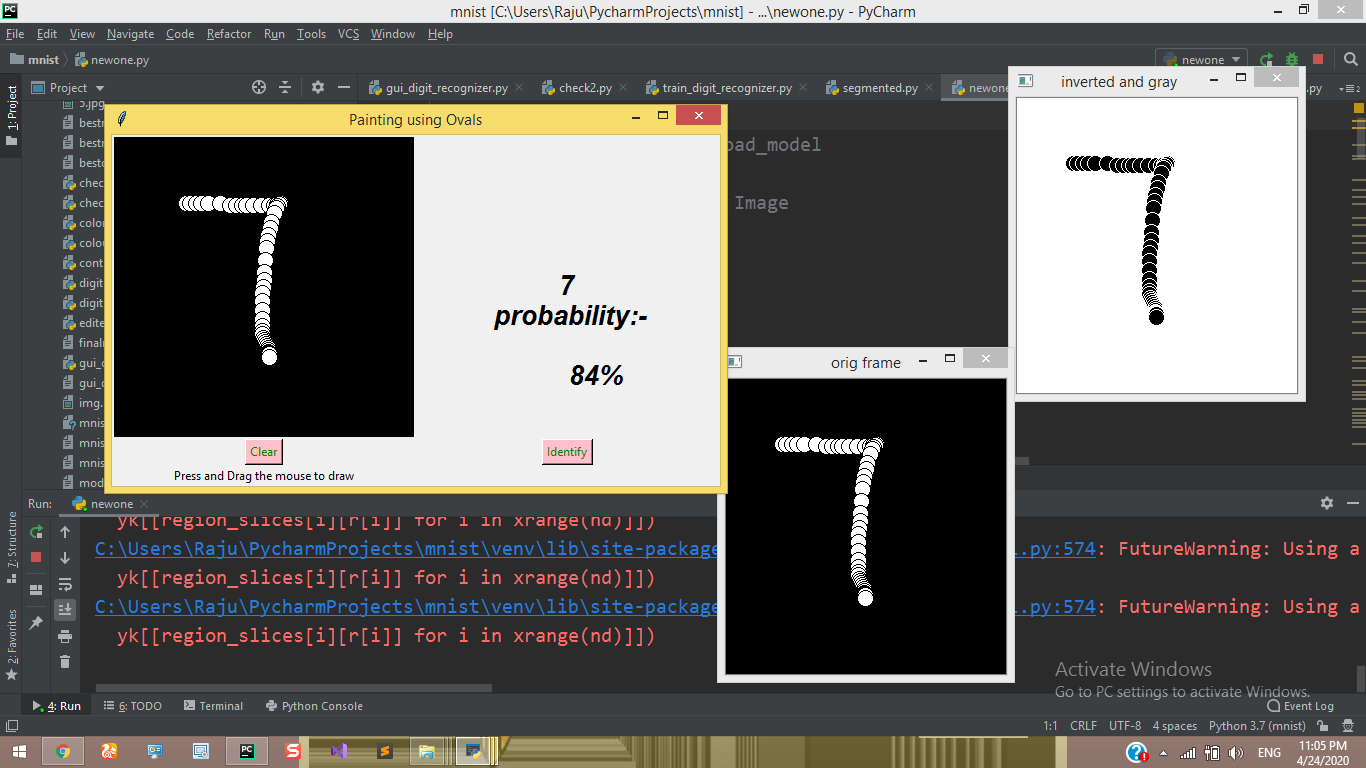 mnist [C:\Users\Raju\PycharmProjects\mnist] - ...\newone.py - PyCharm
File Edit View Navigate Code Refactor Run Tools VCS Window Help
mnist newone.py newone
Project gui_digit_recognizer.py check2.py train_digit_recognizer.py segmented.py newone .py
1: Project
5.jpg
bestr
bestr
besto
chec
chec
colou
colou
cont
digit
digit
edite
finaln
gui_c
gui_c
img.
mnis
mnis
mnis
mod
oad_model
Image
Painting using Ovals
7
probability:-
84%
Clear
Identify
Press and Drag the mouse to draw
inverted and gray
orig frame
Run: newone
yk[[region_slices[i][r[i]] for i in xrange(nd)]])
C:\Users\Raju\PycharmProjects\mnist\venv\lib\site-package .py:574: FutureWarning: Using a
yk[[region_slices[i][r[i]] for i in xrange(nd)]])
C:\Users\Raju\PycharmProjects\mnist\venv\lib\site-package .py:574: FutureWarning: Using a
yk[[region_slices[i][r[i]] for i in xrange(nd)]])
7: Structure
2: Favorites
Activate Windows
Go to PC settings to activate Windows.
4: Run 6: TODO Terminal Python Console Event Log
1:1 CRLF UTF-8 4 spaces Python 3.7 (mnist)
ENG
11:05 PM
4/24/2020